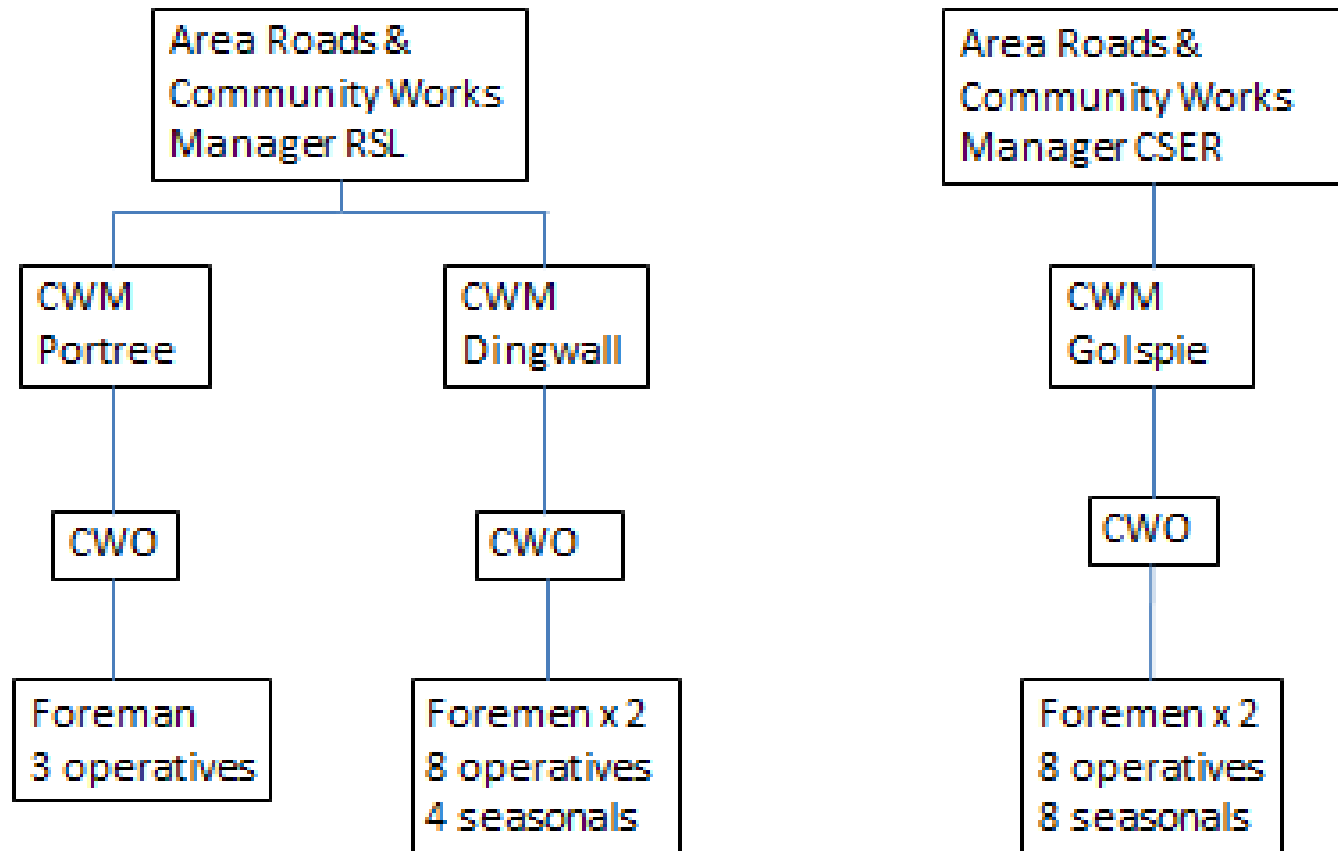 Area Roads &
Community Works
Manager RSL
Area Roads &
Community Works
Manager CSER
CWM
Portree
CWM
Dingwall
CWM
Golspie
CWO
CWO
CWO
Foreman
3 operatives
Foremen x 2
8 operatives
4 seasonals
Foremen x 2
8 operatives
8 seasonals